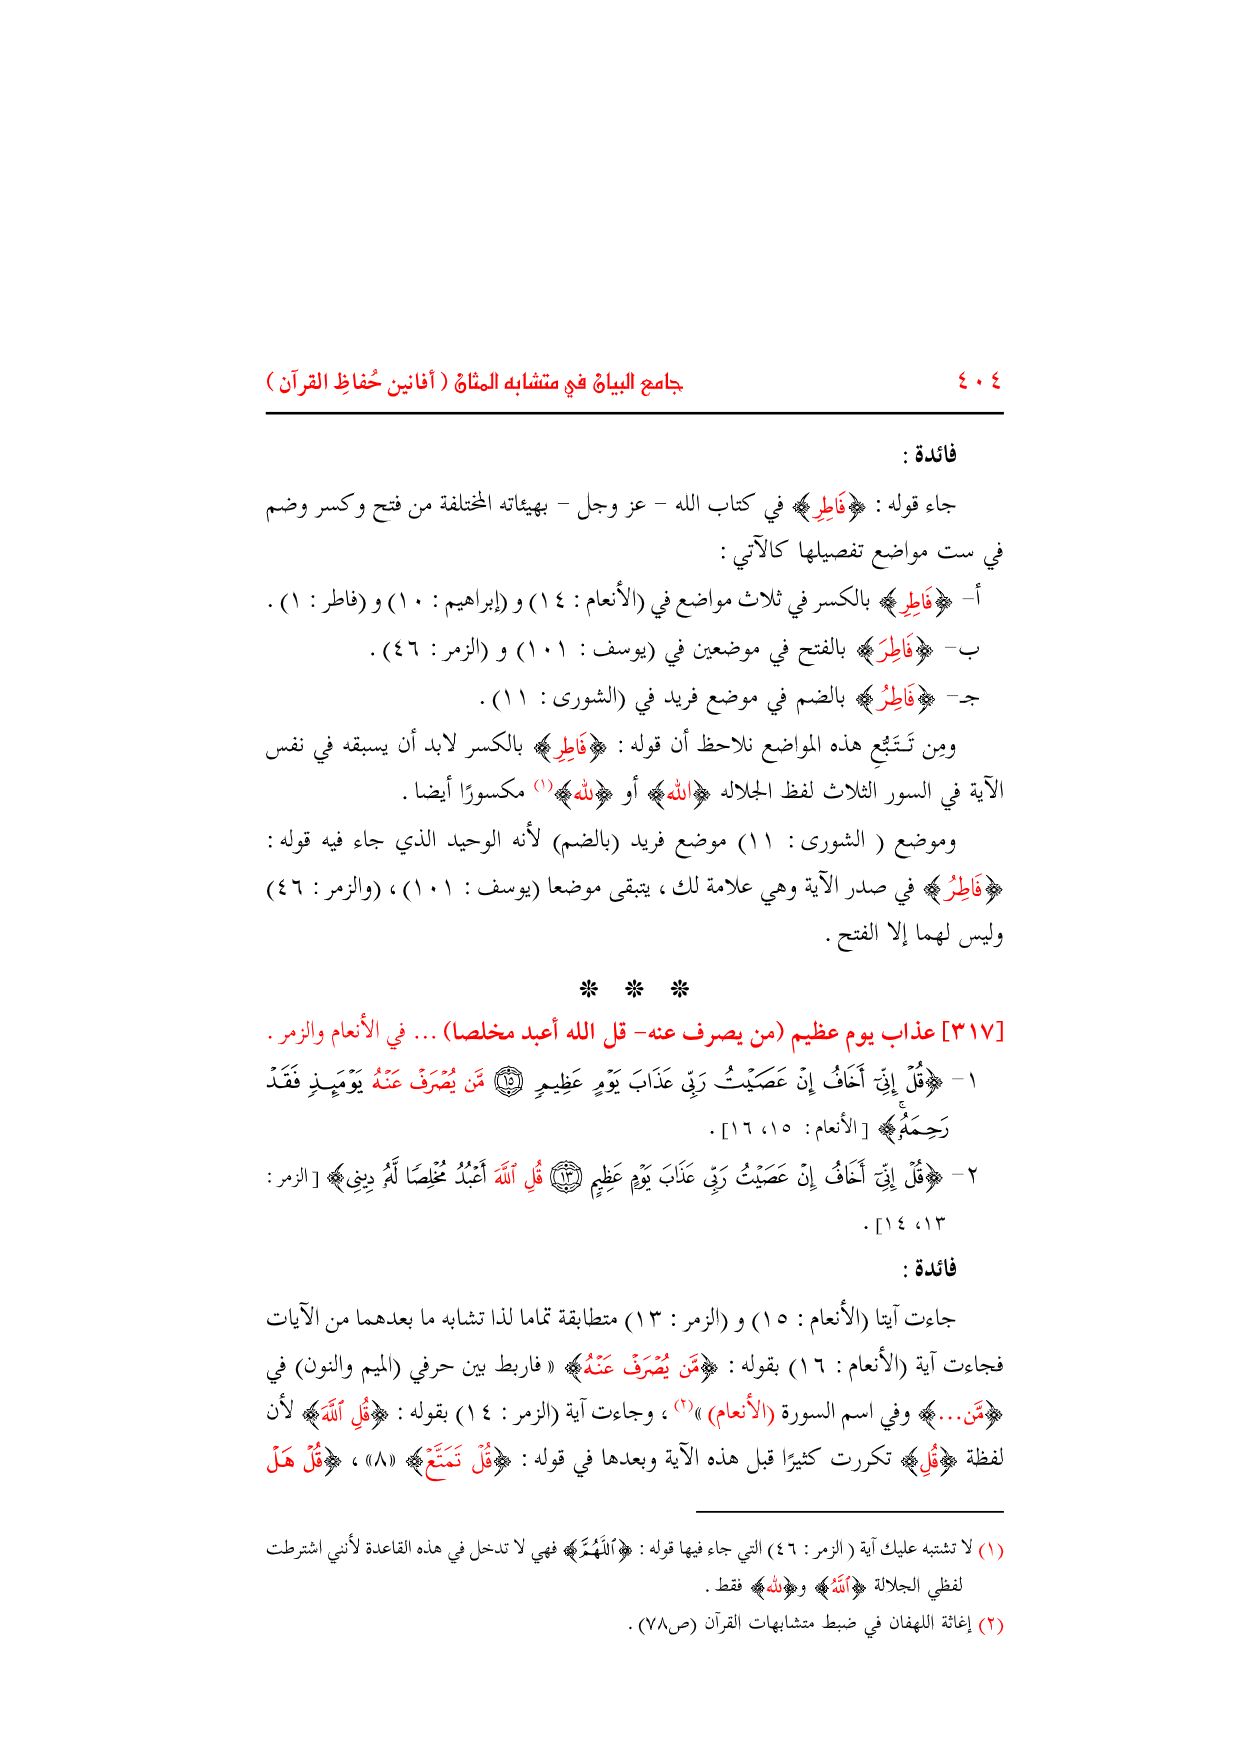 ٤٠٤ جامع البيان في متشابه المثان ( أفانين حُفاظِ القرآن )
فائدة :
جاء قوله : ﴿فَاطِرِ﴾ في كتاب الله – عز وجل – بهيئاته المختلفة من فتح وكسر وضم
في ست مواضع تفصيلها كالآتي :
أ– ﴿فَاطِرِ﴾ بالكسر في ثلاث مواضع في (الأنعام : ١٤) و (إبراهيم : ١٠) و (فاطر : ١) .
ب– ﴿فَاطِرَ﴾ بالفتح في موضعين في (يوسف : ١٠١) و (الزمر : ٤٦) .
جـ– ﴿فَاطِرُ﴾ بالضم في موضع فريد في (الشورى : ١١) .
ومِن تَتَبُّعِ هذه المواضع نلاحظ أن قوله : ﴿فَاطِرِ﴾ بالكسر لابد أن يسبقه في نفس
الآية في السور الثلاث لفظ الجلاله ﴿الله﴾ أو ﴿لله﴾(١) مكسورًا أيضا .
وموضع ( الشورى : ١١) موضع فريد (بالضم) لأنه الوحيد الذي جاء فيه قوله :
﴿فَاطِرُ﴾ في صدر الآية وهي علامة لك ، يتبقى موضعا (يوسف : ١٠١) ، (والزمر : ٤٦)
وليس لهما إلا الفتح .
❋ ❋ ❋
[٣١٧] عذاب يوم عظيم (من يصرف عنه– قل الله أعبد مخلصا) ... في الأنعام والزمر .
١– ﴿قُلۡ إِنِّيٓ أَخَافُ إِنۡ عَصَيۡتُ رَبِّي عَذَابَ يَوۡمٍ عَظِيمٖ ١٥ مَّن يُصۡرَفۡ عَنۡهُ يَوۡمَئِذٖ فَقَدۡ
رَحِمَهُۥۚ﴾ [الأنعام : ١٥، ١٦] .
٢– ﴿قُلۡ إِنِّيٓ أَخَافُ إِنۡ عَصَيۡتُ رَبِّي عَذَابَ يَوۡمٍ عَظِيمٖ ١٣ قُلِ ٱللَّهَ أَعۡبُدُ مُخۡلِصٗا لَّهُۥ دِينِي﴾ [الزمر :
١٣، ١٤] .
فائدة :
جاءت آيتا (الأنعام : ١٥) و (الزمر : ١٣) متطابقة تماما لذا تشابه ما بعدهما من الآيات
فجاءت آية (الأنعام : ١٦) بقوله : ﴿مَّن يُصۡرَفۡ عَنۡهُ﴾ « فاربط بين حرفي (الميم والنون) في
﴿مَّن...﴾ وفي اسم السورة (الأنعام) »(٢) ، وجاءت آية (الزمر : ١٤) بقوله : ﴿قُلِ ٱللَّهَ﴾ لأن
لفظة ﴿قُلِ﴾ تكررت كثيرًا قبل هذه الآية وبعدها في قوله : ﴿قُلۡ تَمَتَّعۡ﴾ «٨» ، ﴿قُلۡ هَلۡ
(١) لا تشتبه عليك آية ( الزمر : ٤٦) التي جاء فيها قوله : ﴿ٱللَّهُمَّ﴾ فهي لا تدخل في هذه القاعدة لأنني اشترطت
لفظي الجلالة ﴿ٱللَّهُ﴾ و﴿لله﴾ فقط .
(٢) إغاثة اللهفان في ضبط متشابهات القرآن (ص٧٨) .